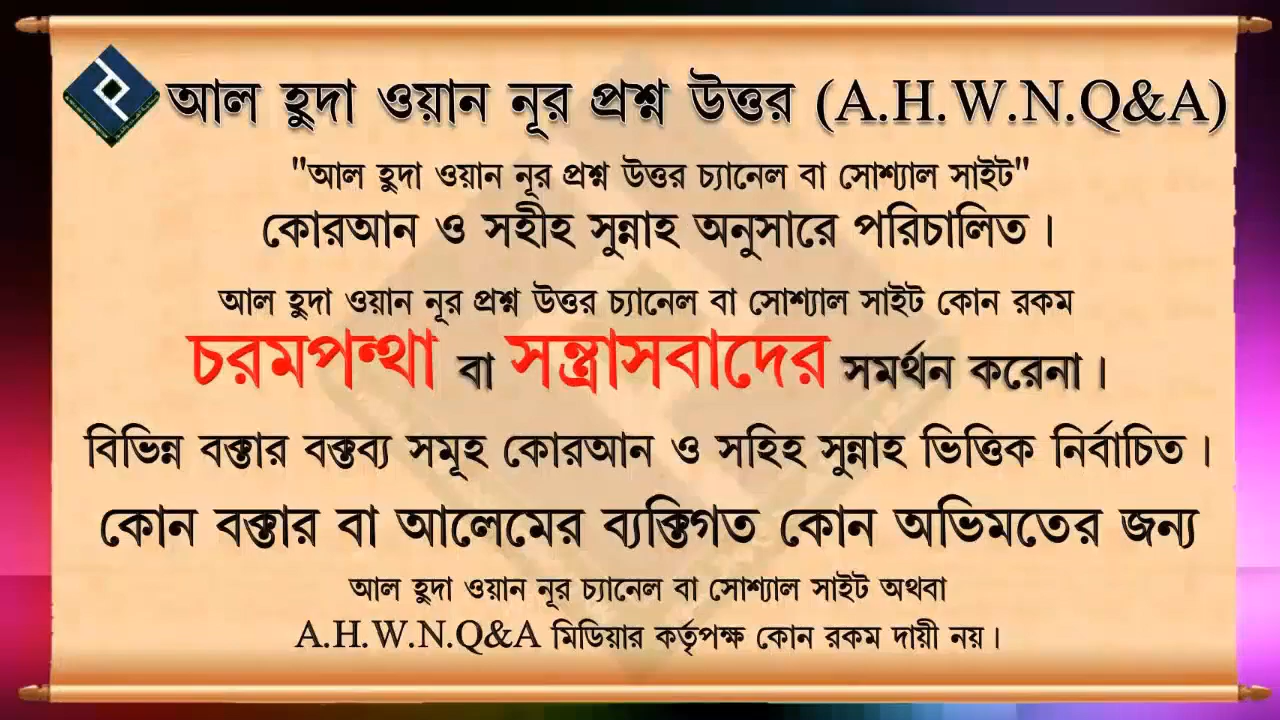 আল হুদা ওয়ান নূর প্রশ্ন উত্তর (A.H.W.N.Q&A)
"আল হুদা ওয়ান নূর প্রশ্ন উত্তর চ্যানেল বা সোশ্যাল সাইট"
কোরআন ও সহীহ সুন্নাহ অনুসারে পরিচালিত ।
আল হুদা ওয়ান নূর প্রশ্ন উত্তর চ্যানেল বা সোশ্যাল সাইট কোন রকম
চরমপন্থা বা সন্ত্রাসবাদের সমর্থন করেনা ।
বিভিন্ন বক্তার বক্তব্য সমূহ কোরআন ও সহিহ সুন্নাহ ভিত্তিক নির্বাচিত ।
কোন বক্তার বা আলেমের ব্যক্তিগত কোন অভিমতের জন্য
আল হুদা ওয়ান নূর চ্যানেল বা সোশ্যাল সাইট অথবা
A.H.W.N.Q&A মিডিয়ার কর্তৃপক্ষ কোন রকম দায়ী নয় ।